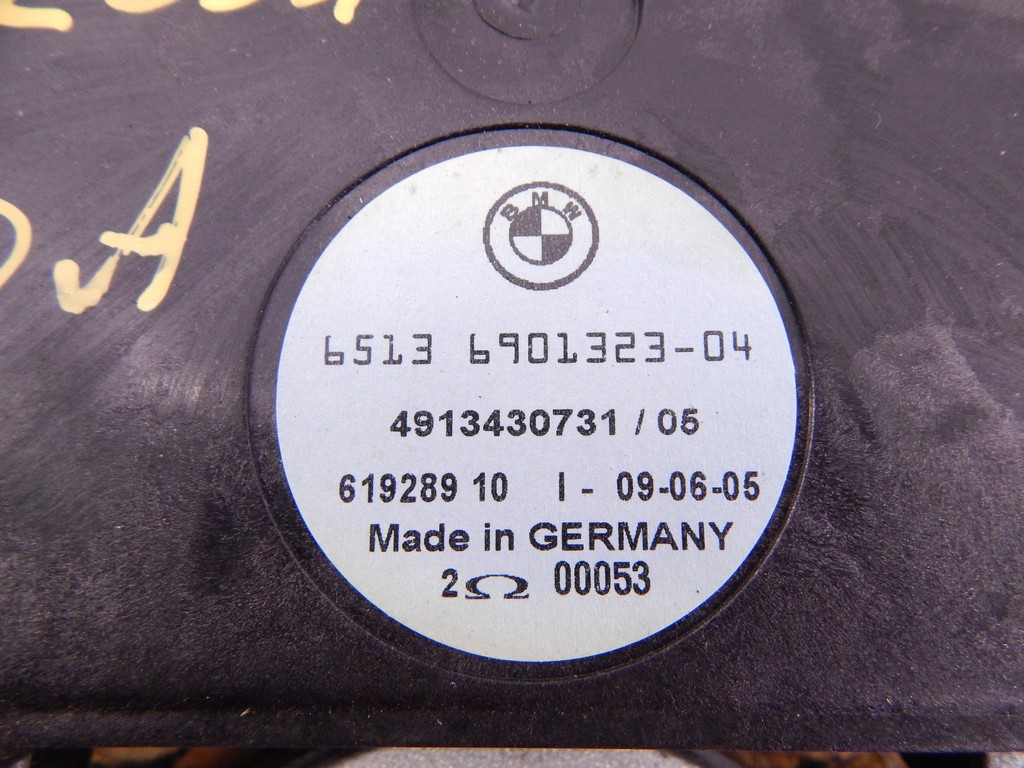 A
BMW
6513 6901323-04
4913430731 / 05
619289 10 I - 09-06-05
Made in GERMANY
2Ω 00053